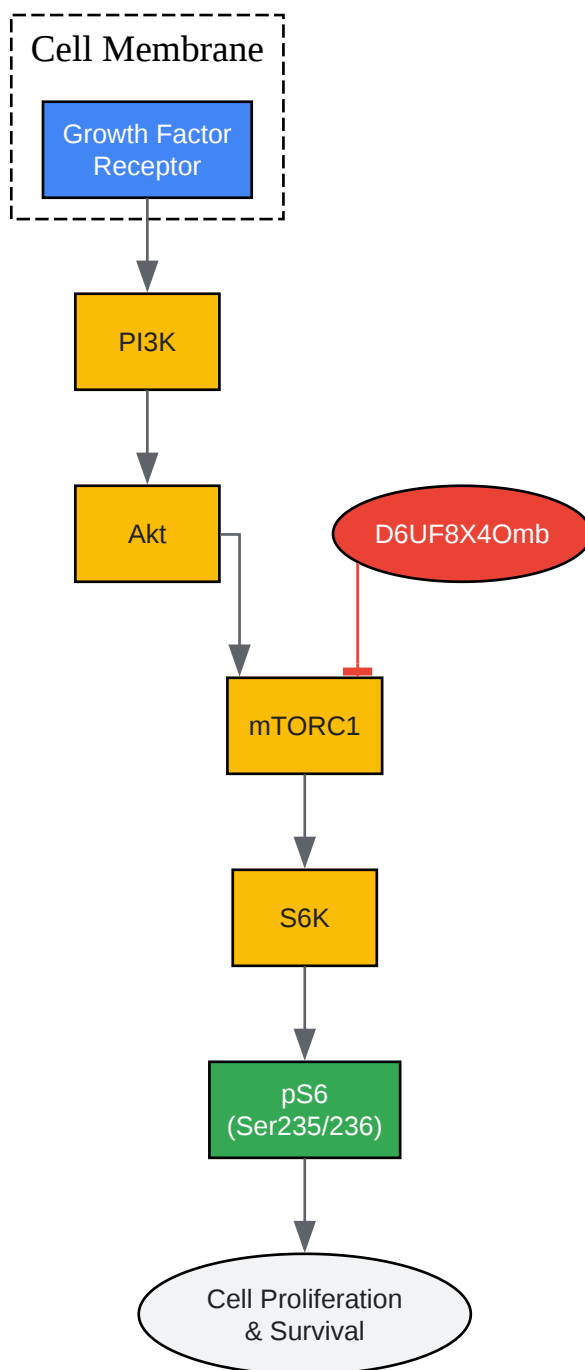 Cell Membrane
Growth Factor
Receptor
PI3K
Akt
D6UF8X4Omb
mTORC1
S6K
pS6
(Ser235/236)
Cell Proliferation
& Survival